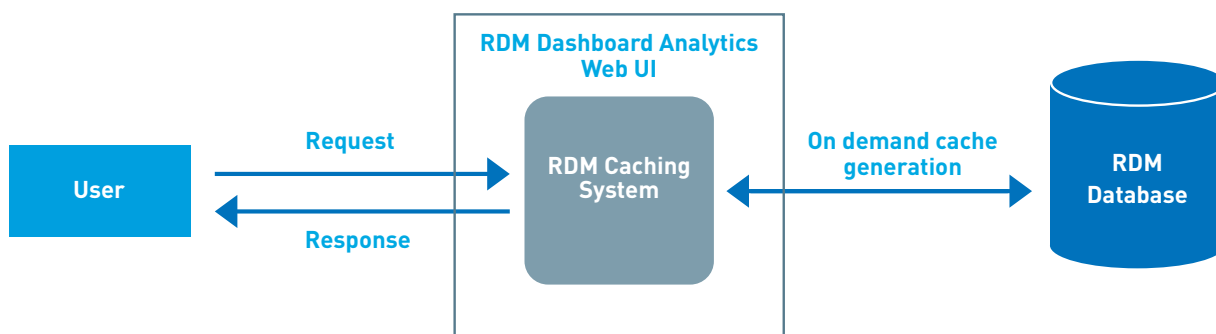 RDM Dashboard Analytics
Web UI
User
Request
Response
RDM Caching
System
On demand cache
generation
RDM
Database